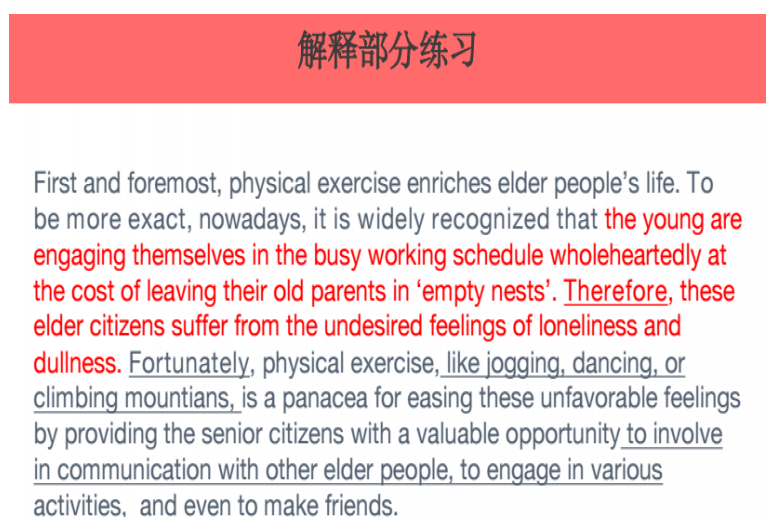 解释部分练习
First and foremost, physical exercise enriches elder people's life. To
be more exact, nowadays, it is widely recognized that the young are
engaging themselves in the busy working schedule wholeheartedly at
the cost of leaving their old parents in 'empty nests'. Therefore, these
elder citizens suffer from the undesired feelings of loneliness and
dullness. Fortunately, physical exercise, like jogging, dancing, or
climbing mountians, is a panacea for easing these unfavorable feelings
by providing the senior citizens with a valuable opportunity to involve
in communication with other elder people, to engage in various
activities, and even to make friends.